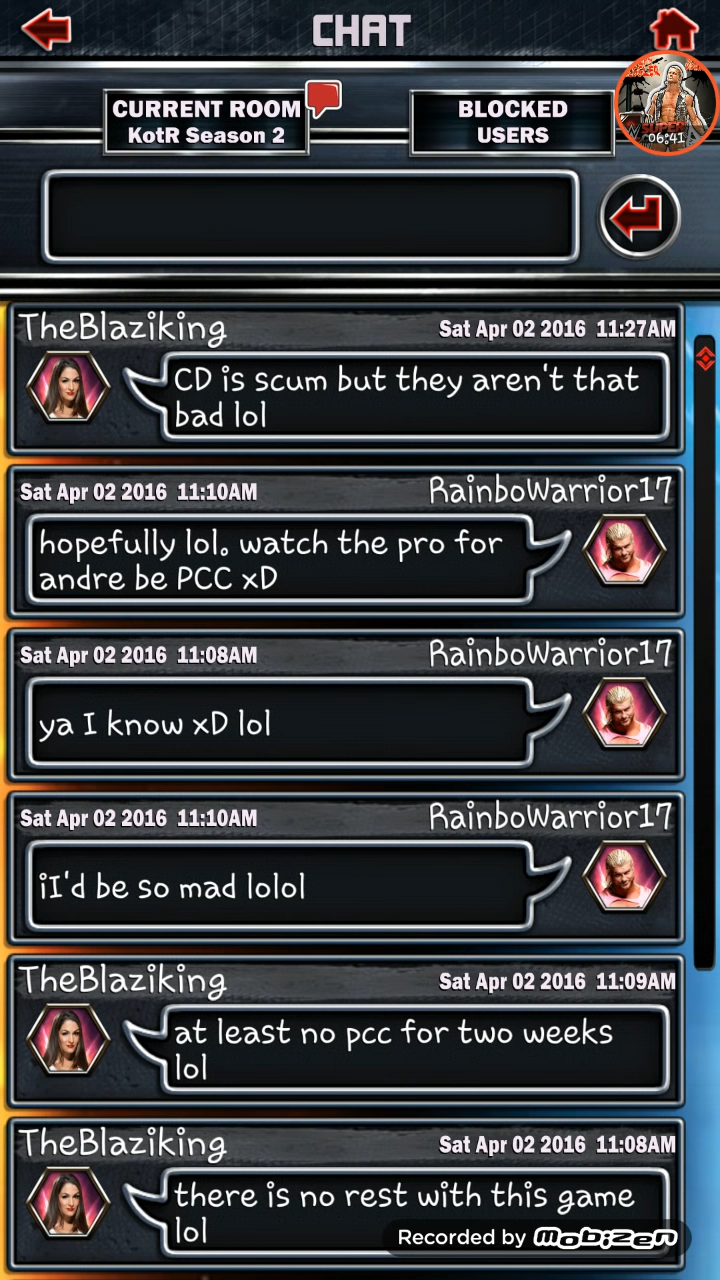 CHAT
CURRENT ROOM
KotR Season 2
BLOCKED
USERS
SUPER
06:41
TheBlaziking
Sat Apr 02 2016 11:27AM
CD is scum but they aren't that
bad lol
Sat Apr 02 2016 11:10AM
RainboWarrior17
hopefully lol. watch the pro for
andre be PCC xD
Sat Apr 02 2016 11:08AM
RainboWarrior17
ya I know xD lol
Sat Apr 02 2016 11:10AM
RainboWarrior17
iI'd be so mad lolol
TheBlaziking
Sat Apr 02 2016 11:09AM
at least no pcc for two weeks
lol
TheBlaziking
Sat Apr 02 2016 11:08AM
there is no rest with this game
lol
Recorded by Mobizen